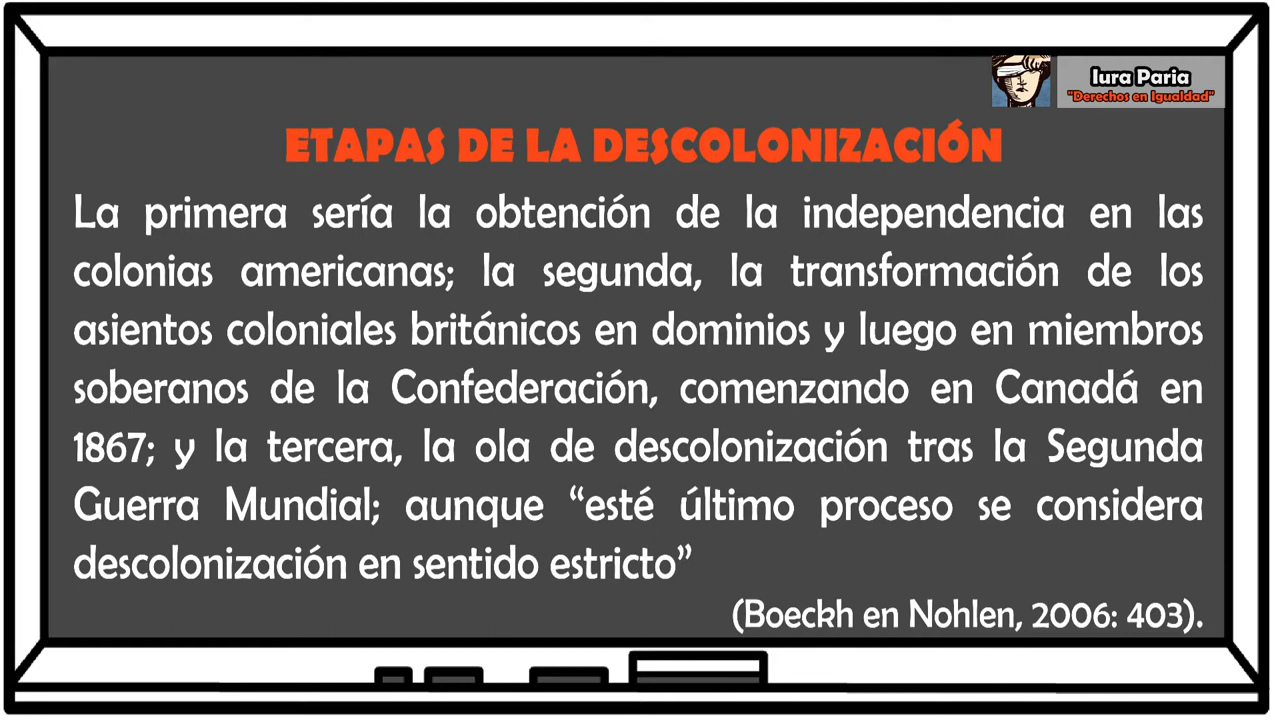 Iura Paria
"Derechos en Igualdad"
ETAPAS DE LA DESCOLONIZACIÓN
La primera sería la obtención de la independencia en las
colonias americanas; la segunda, la transformación de los
asientos coloniales británicos en dominios y luego en miembros
soberanos de la Confederación, comenzando en Canadá en
1867; y la tercera, la ola de descolonización tras la Segunda
Guerra Mundial; aunque “esté último proceso se considera
descolonización en sentido estricto”
(Boeckh en Nohlen, 2006: 403).